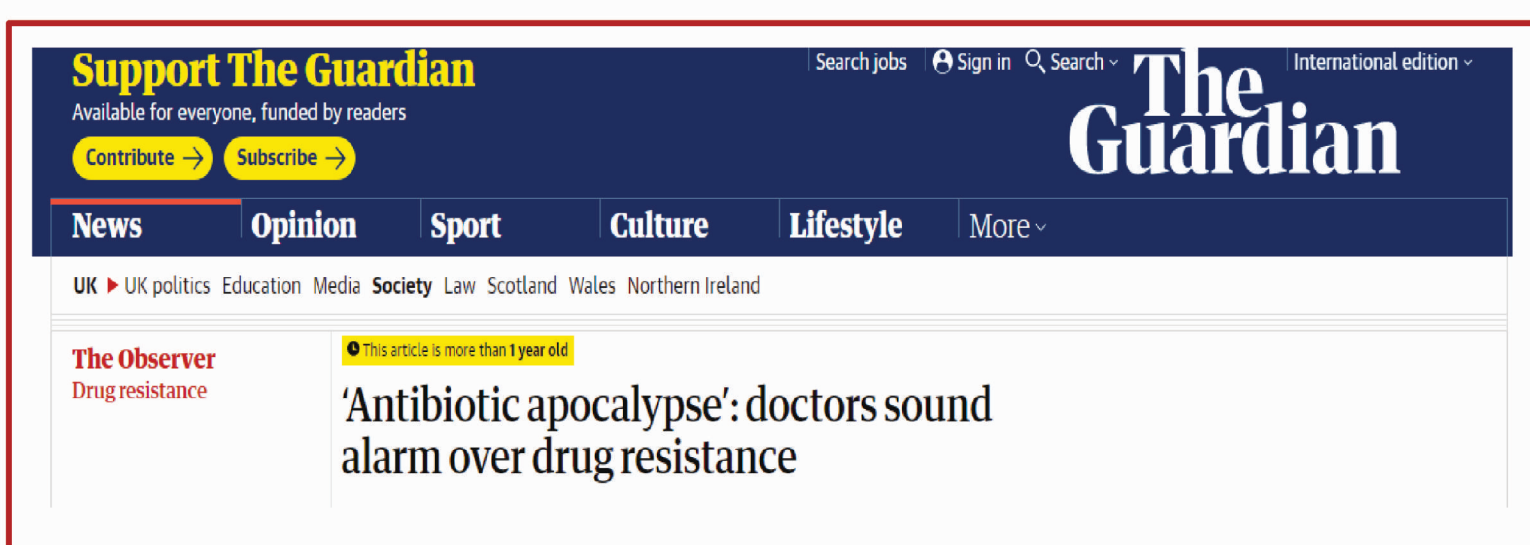 Support The Guardian
Available for everyone, funded by readers
Contribute →
Subscribe →
Search jobs
Sign in
Search
International edition
The
Guardian
News Opinion Sport Culture Lifestyle More
UK UK politics Education Media Society Law Scotland Wales Northern Ireland
The Observer
Drug resistance
This article is more than 1 year old
‘Antibiotic apocalypse’: doctors sound
alarm over drug resistance